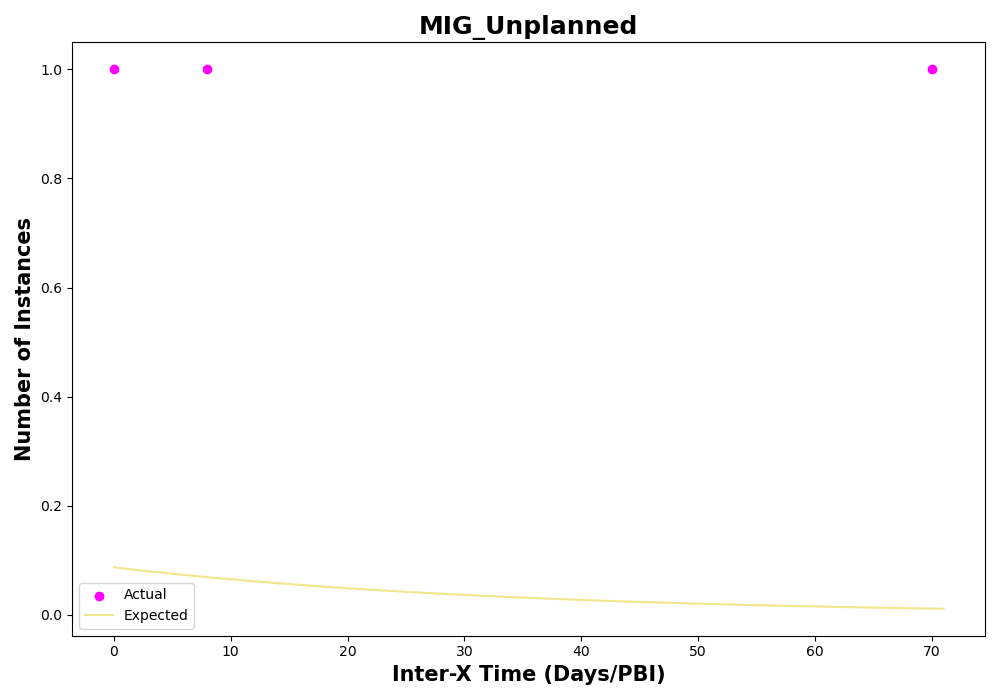 MIG_Unplanned
Number of Instances
1.0
0.8
0.6
0.4
0.2
0.0
Actual
Expected
0 10 20 30 40 50 60 70
Inter-X Time (Days/PBI)